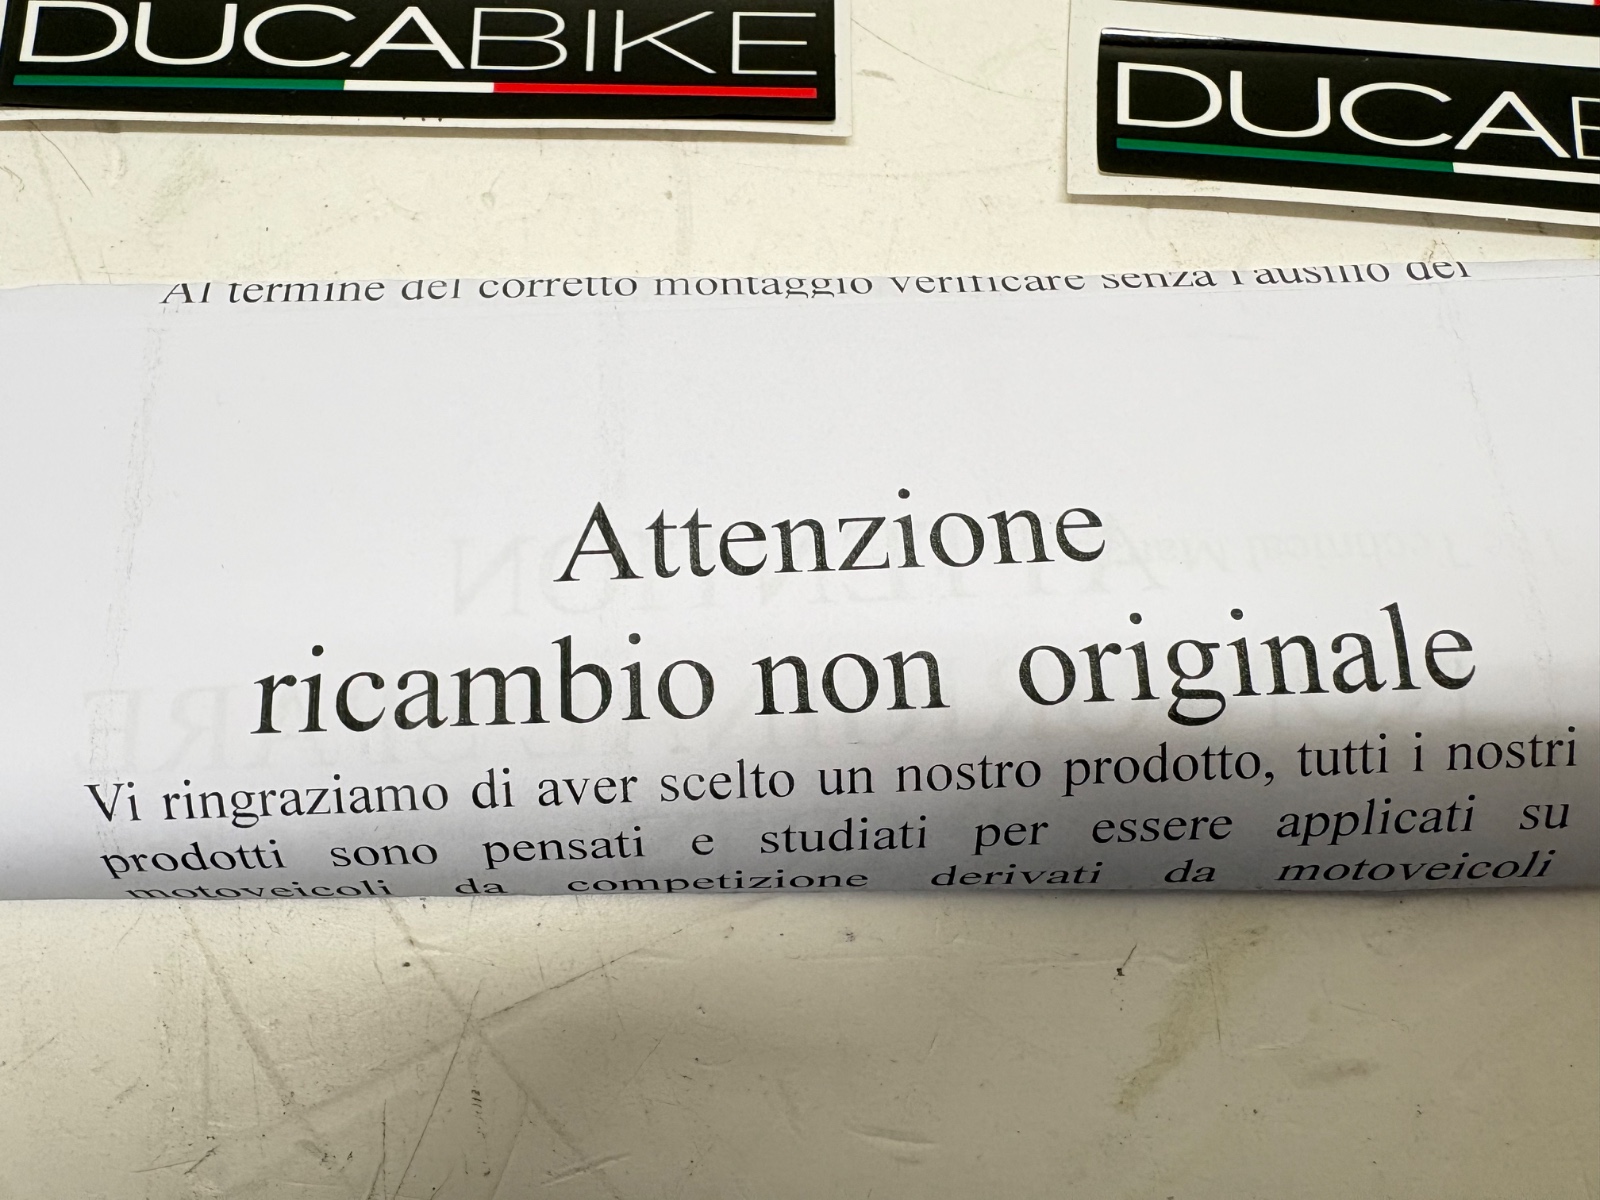 DUCABIKE
DUCAB
Al termine del corretto montaggio verificare senza l'ausilio del
Attenzione
ricambio non originale
Vi ringraziamo di aver scelto un nostro prodotto, tutti i nostri
prodotti sono pensati e studiati per essere applicati su
motoveicoli da competizione derivati da motoveicoli